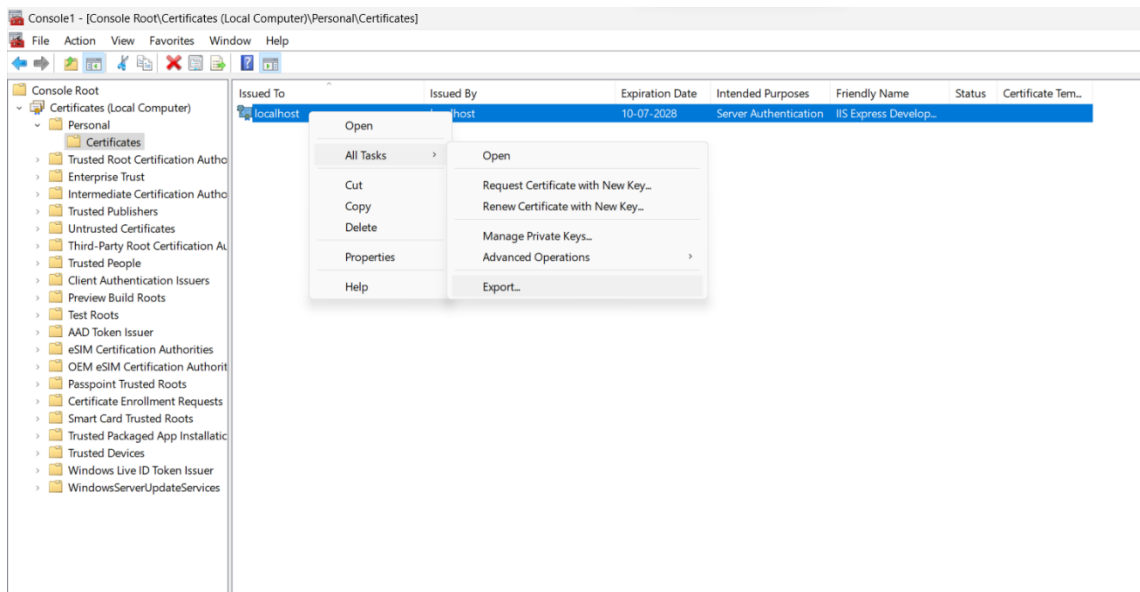 Console1 - [Console Root\Certificates (Local Computer)\Personal\Certificates]
File Action View Favorites Window Help
Console Root
Certificates (Local Computer)
Personal
Certificates
Trusted Root Certification Autho
Enterprise Trust
Intermediate Certification Autho
Trusted Publishers
Untrusted Certificates
Third-Party Root Certification Au
Trusted People
Client Authentication Issuers
Preview Build Roots
Test Roots
AAD Token Issuer
eSIM Certification Authorities
OEM eSIM Certification Authorit
Passpoint Trusted Roots
Certificate Enrollment Requests
Smart Card Trusted Roots
Trusted Packaged App Installatic
Trusted Devices
Windows Live ID Token Issuer
WindowsServerUpdateServices
Issued To Issued By Expiration Date Intended Purposes Friendly Name Status Certificate Tem...
localhost host 10-07-2028 Server Authentication IIS Express Develop...
Open
All Tasks
Cut
Copy
Delete
Properties
Help
Open
Request Certificate with New Key...
Renew Certificate with New Key...
Manage Private Keys...
Advanced Operations
Export...